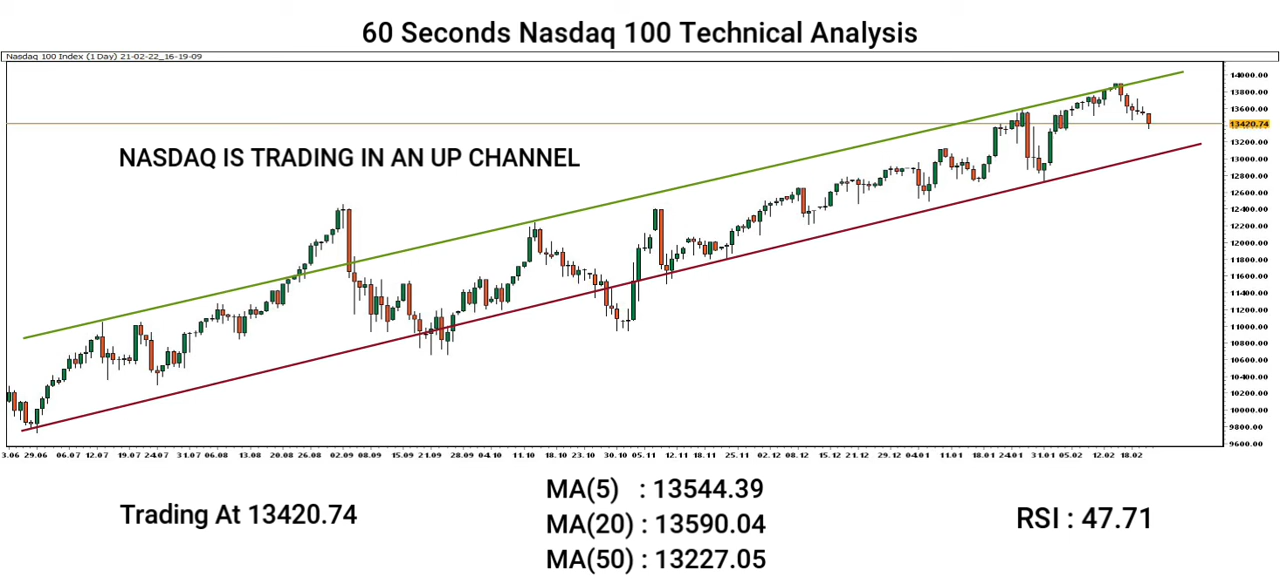 60 Seconds Nasdaq 100 Technical Analysis
Nasdaq 100 Index (1 Day) 21-02-22_16-19-09
NASDAQ IS TRADING IN AN UP CHANNEL
14000.00
13800.00
13600.00
13420.74
13200.00
13000.00
12800.00
12600.00
12400.00
12200.00
12000.00
11800.00
11600.00
11400.00
11200.00
11000.00
10800.00
10600.00
10400.00
10200.00
10000.00
9800.00
9600.00
3.06 29.06 06.07 12.07 19.07 24.07 31.07 06.08 13.08 20.08 26.08 02.09 08.09 15.09 21.09 28.09 04.10 11.10 18.10 23.10 30.10 05.11 11.11 18.11 25.11 02.12 08.12 15.12 21.12 29.12 04.01 11.01 18.01 24.01 31.01 05.02 12.02 18.02
Trading At 13420.74
MA(5) : 13544.39
MA(20) : 13590.04
MA(50) : 13227.05
RSI : 47.71